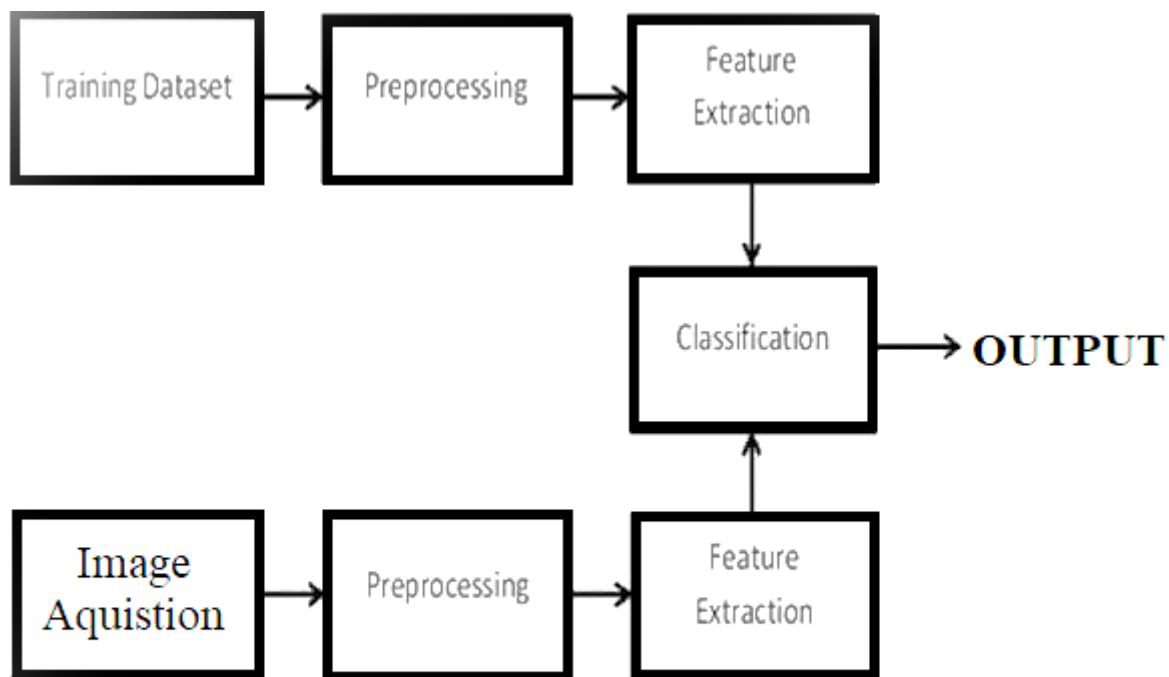 Training Dataset
Preprocessing
Feature
Extraction
Classification
OUTPUT
Image
Aquistion
Preprocessing
Feature
Extraction